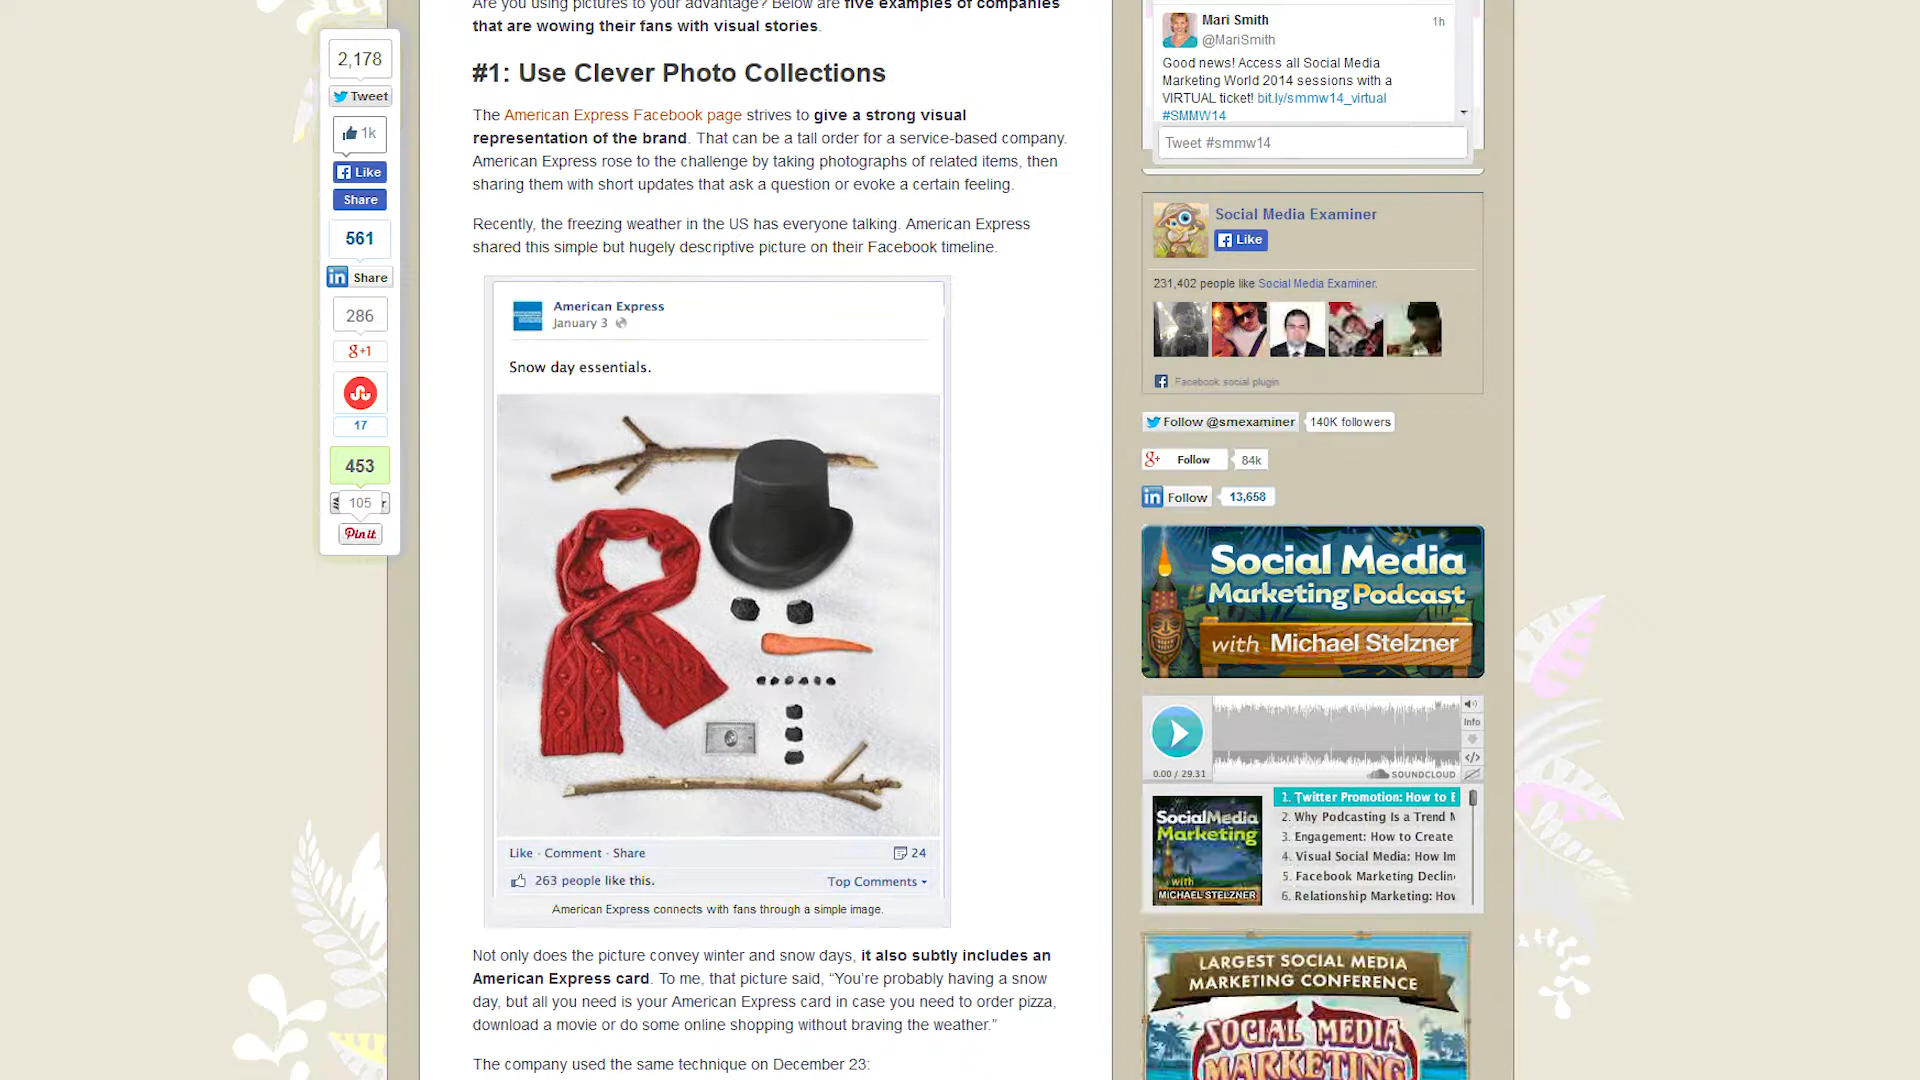 Are you using pictures to your advantage? Below are five examples of companies
that are wowing their fans with visual stories.
#1: Use Clever Photo Collections
The American Express Facebook page strives to give a strong visual
representation of the brand. That can be a tall order for a service-based company.
American Express rose to the challenge by taking photographs of related items, then
sharing them with short updates that ask a question or evoke a certain feeling.
Recently, the freezing weather in the US has everyone talking. American Express
shared this simple but hugely descriptive picture on their Facebook timeline.
American Express
January 3
Snow day essentials.
Like · Comment · Share
24
263 people like this.
Top Comments
American Express connects with fans through a simple image.
Not only does the picture convey winter and snow days, it also subtly includes an
American Express card. To me, that picture said, “You’re probably having a snow
day, but all you need is your American Express card in case you need to order pizza,
download a movie or do some online shopping without braving the weather.”
The company used the same technique on December 23:
2,178
Tweet
1k
Like
Share
561
in Share
286
g+1
17
453
105
Pin it
Mari Smith
1h
@MariSmith
Good news! Access all Social Media
Marketing World 2014 sessions with a
VIRTUAL ticket! bit.ly/smmw14_virtual
#SMMW14
Tweet #smmw14
Social Media Examiner
Like
231,402 people like Social Media Examiner.
Facebook social plugin
Follow @smexaminer
140K followers
g+ Follow
84k
in Follow
13,658
Social Media
Marketing Podcast
with Michael Stelzner
Info
0.00 / 29.31
SOUNDCLOUD
Social Media
Marketing
with
MICHAEL STELZNER
1. Twitter Promotion: How to
2. Why Podcasting Is a Trend
3. Engagement: How to Create
4. Visual Social Media: How
5. Facebook Marketing
6. Relationship Marketing:
LARGEST SOCIAL MEDIA
MARKETING CONFERENCE
SOCIAL MEDIA
MARKETING